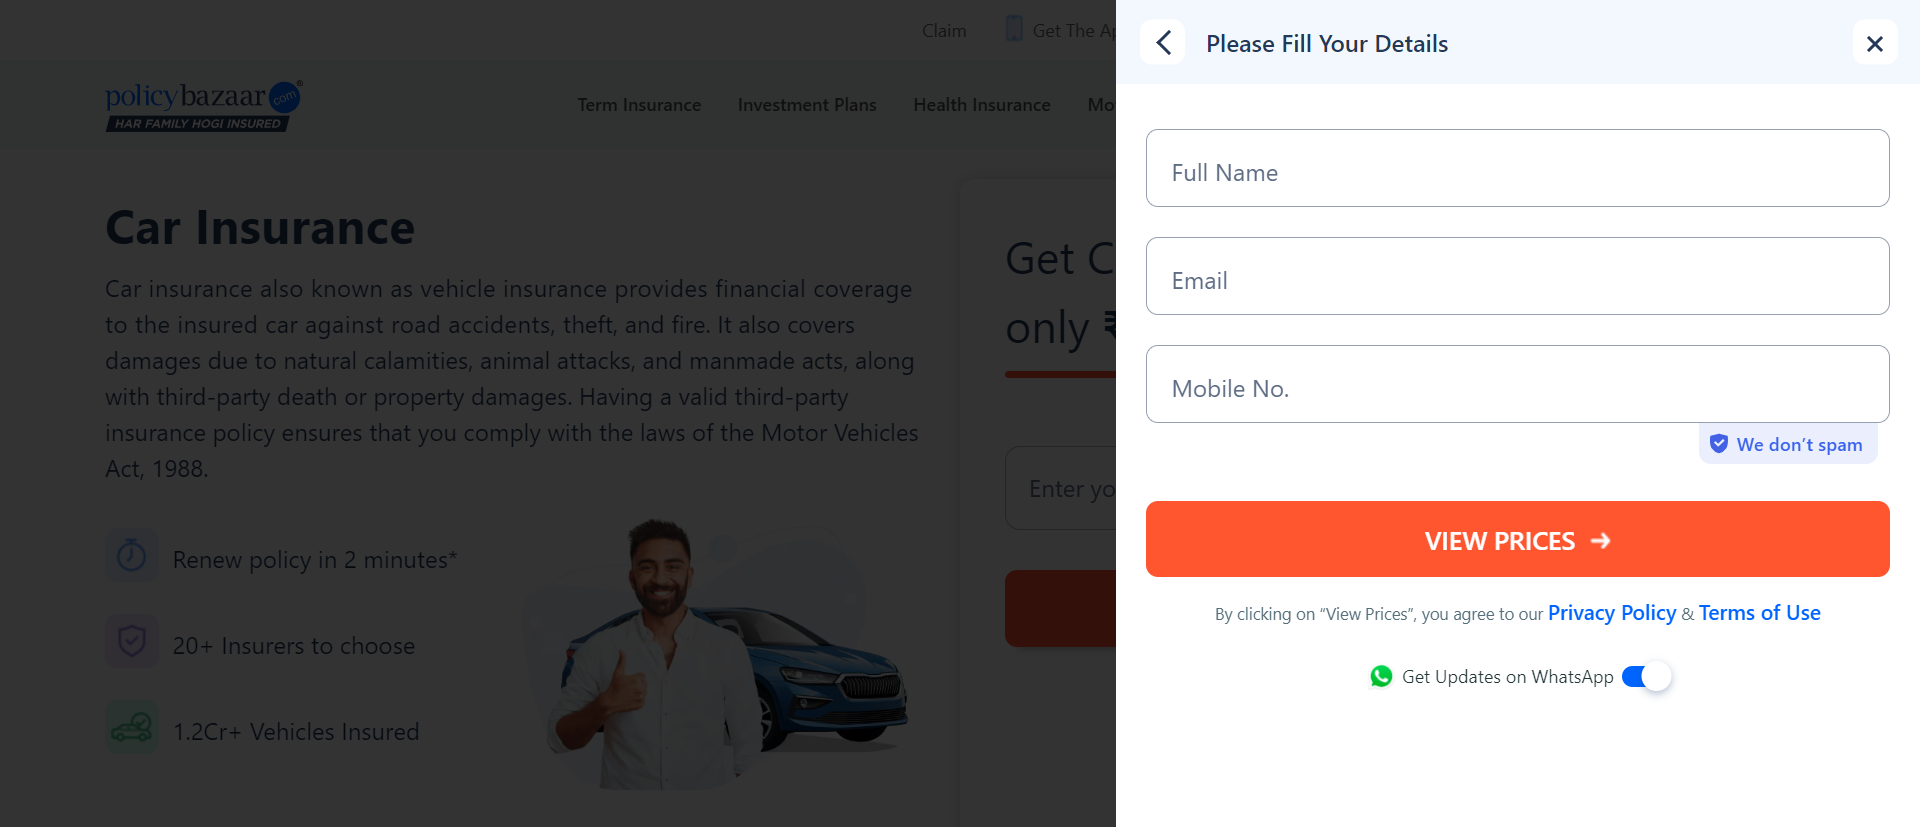 Claim
Get The Ap
policybazaar.com®
HAR FAMILY HOGI INSURED
Term Insurance
Investment Plans
Health Insurance
Mo
Car Insurance
Car insurance also known as vehicle insurance provides financial coverage
to the insured car against road accidents, theft, and fire. It also covers
damages due to natural calamities, animal attacks, and manmade acts, along
with third-party death or property damages. Having a valid third-party
insurance policy ensures that you comply with the laws of the Motor Vehicles
Act, 1988.
Renew policy in 2 minutes*
20+ Insurers to choose
1.2Cr+ Vehicles Insured
Get C
only ₹
Enter yo
Please Fill Your Details
Full Name
Email
Mobile No.
We don’t spam
VIEW PRICES →
By clicking on “View Prices”, you agree to our Privacy Policy & Terms of Use
Get Updates on WhatsApp